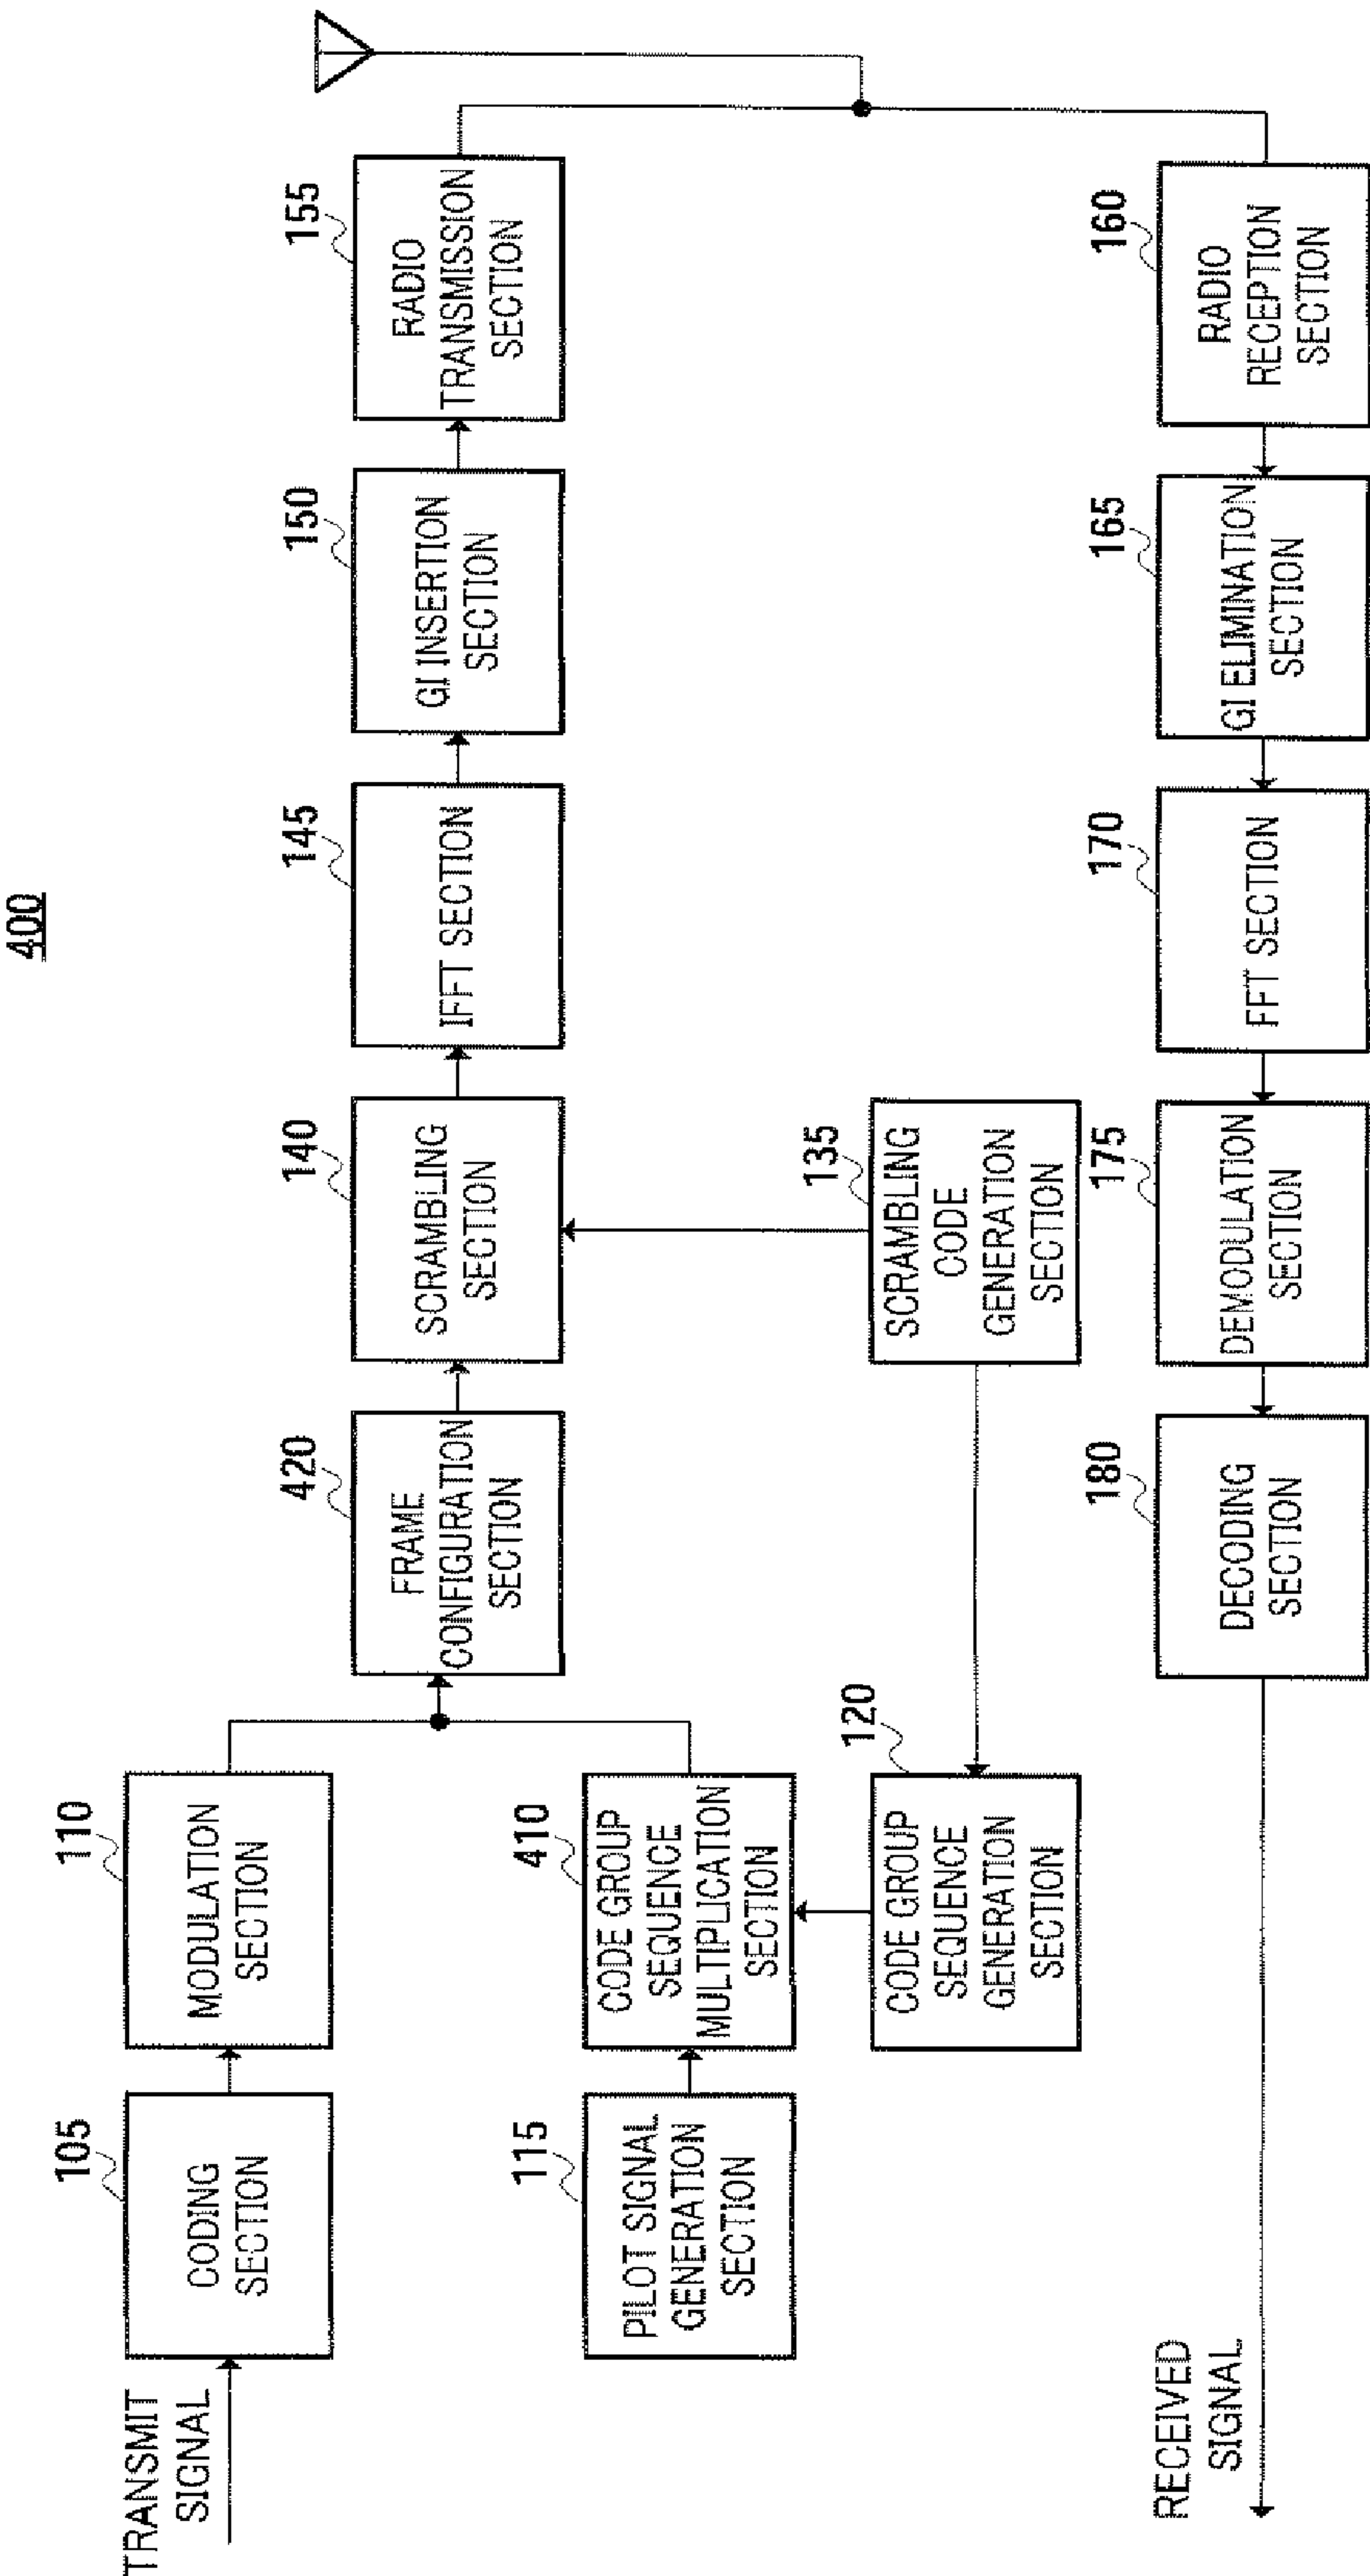 400
TRANSMIT
SIGNAL
105
CODING
SECTION
110
MODULATION
SECTION
115
PILOT SIGNAL
GENERATION
SECTION
410
CODE GROUP
SEQUENCE
MULTIPLICATION
SECTION
120
CODE GROUP
SEQUENCE
GENERATION
SECTION
420
FRAME
CONFIGURATION
SECTION
140
SCRAMBLING
SECTION
135
SCRAMBLING
CODE
GENERATION
SECTION
145
IFFT SECTION
150
GI INSERTION
SECTION
155
RADIO
TRANSMISSION
SECTION
160
RADIO
RECEPTION
SECTION
165
GI ELIMINATION
SECTION
170
FFT SECTION
175
DEMODULATION
SECTION
180
DECODING
SECTION
RECEIVED
SIGNAL